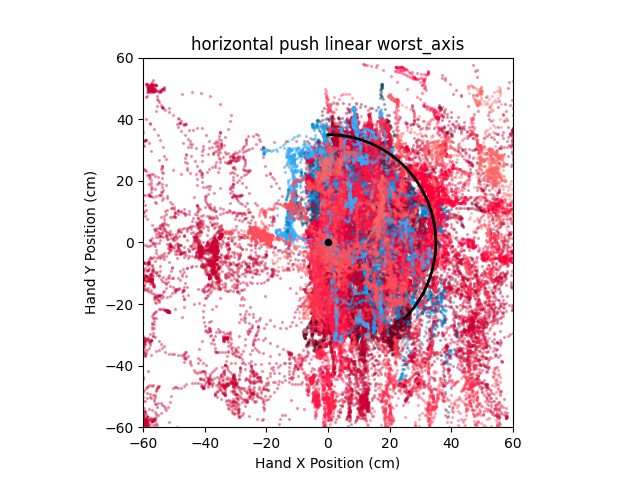 horizontal push linear worst_axis
60
40
20
0
−20
−40
−60
Hand Y Position (cm)
−60 −40 −20 0 20 40 60
Hand X Position (cm)